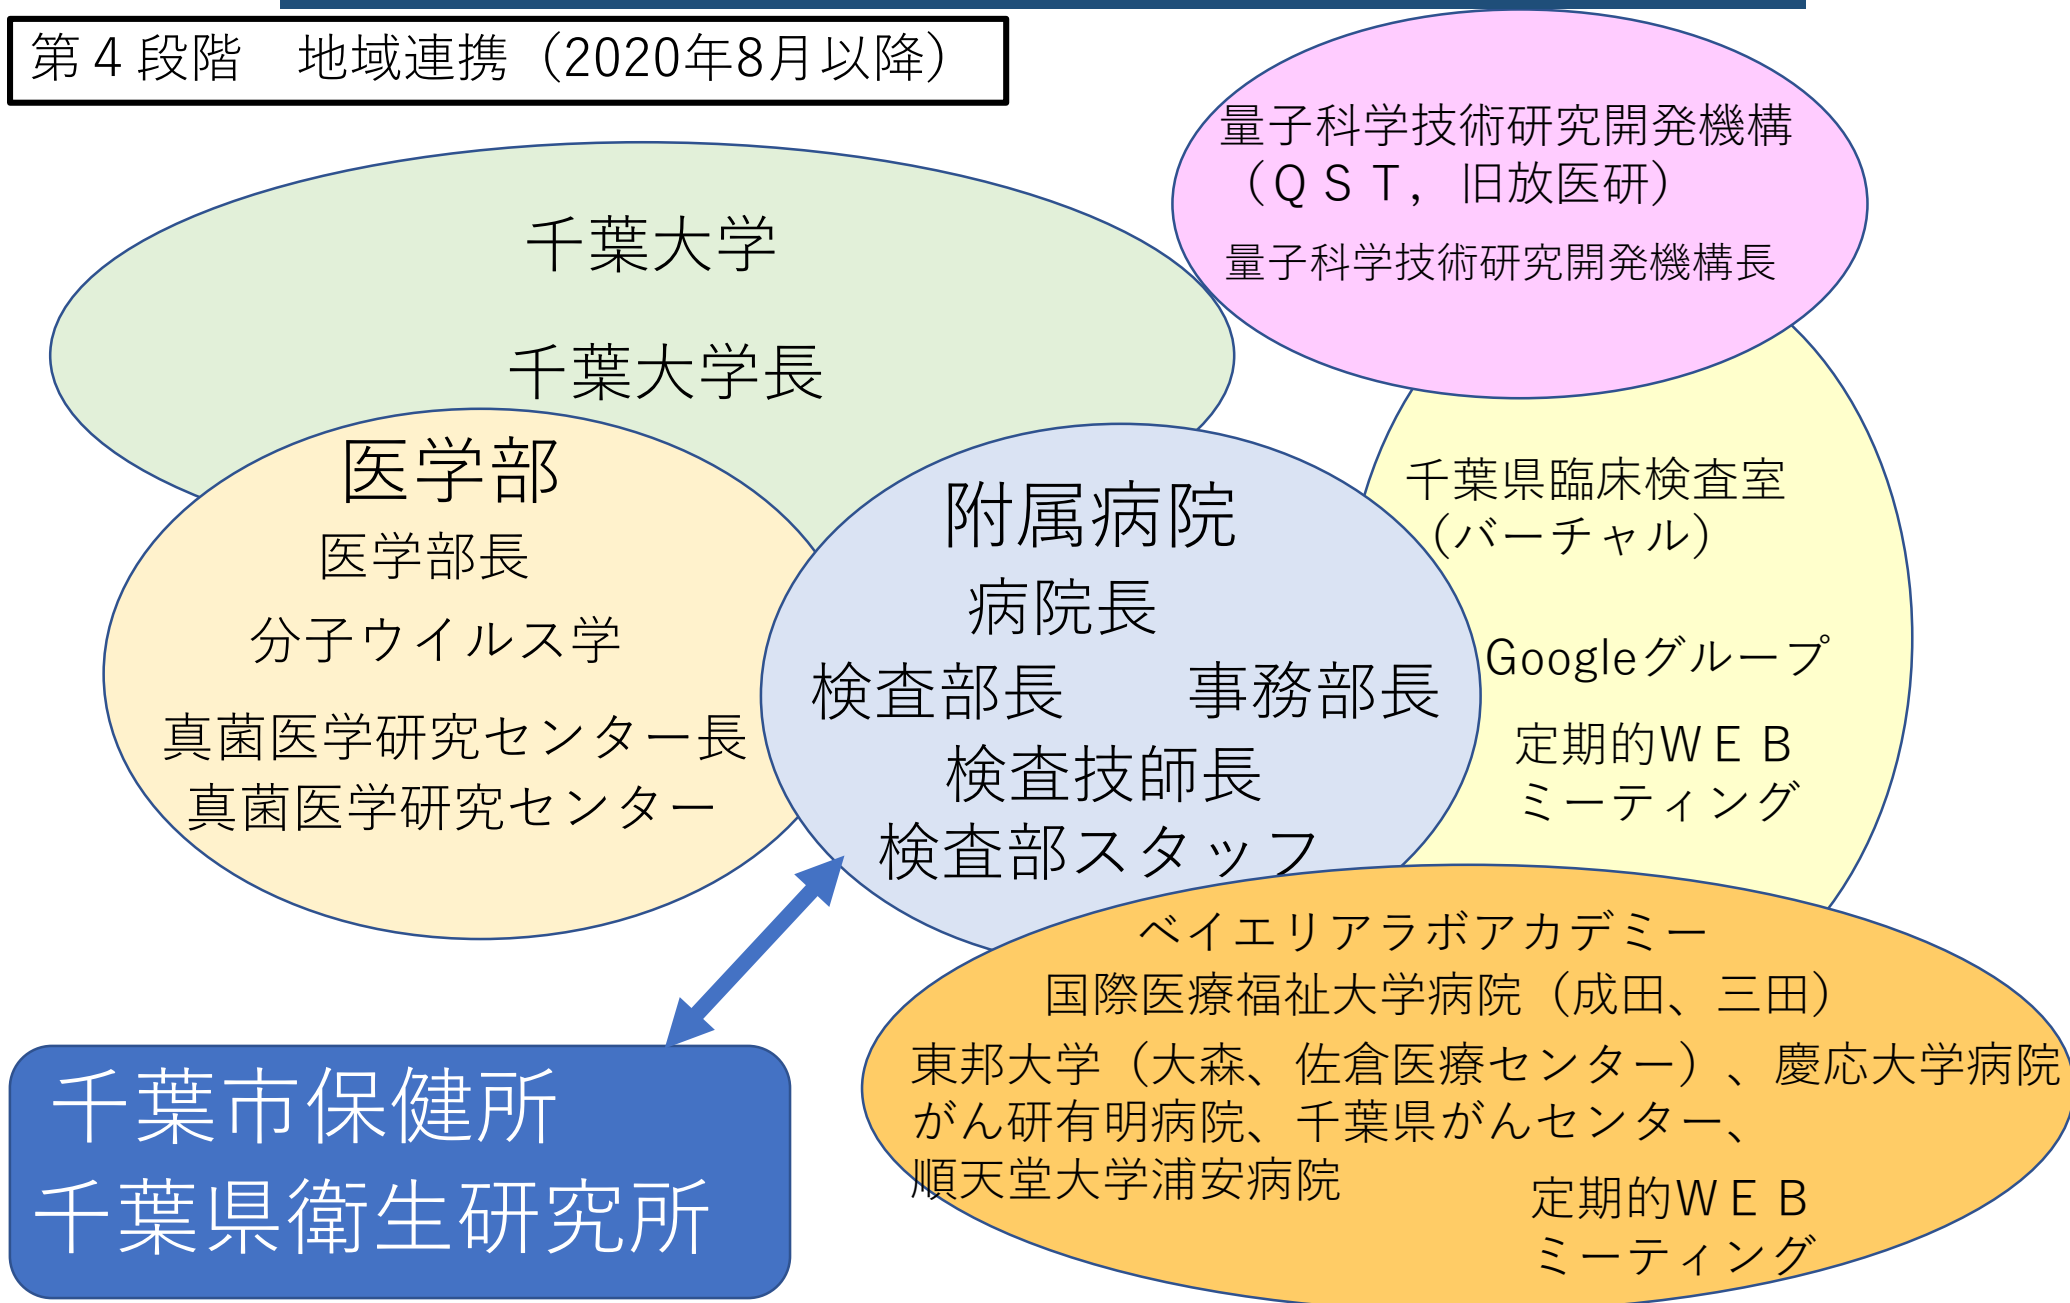 第４段階　地域連携（2020年8月以降）
量子科学技術研究開発機構
（ＱＳＴ，旧放医研）
量子科学技術研究開発機構長
千葉大学
千葉大学長
医学部
医学部長
分子ウイルス学
真菌医学研究センター長
真菌医学研究センター
附属病院
病院長
検査部長　　事務部長
検査技師長
検査部スタッフ
千葉県臨床検査室
（バーチャル）
Googleグループ
定期的ＷＥＢ
ミーティング
ベイエリアラボアカデミー
国際医療福祉大学病院（成田、三田）
東邦大学（大森、佐倉医療センター）、慶応大学病院
がん研有明病院、千葉県がんセンター、
順天堂大学浦安病院
定期的ＷＥＢ
ミーティング
千葉市保健所
千葉県衛生研究所